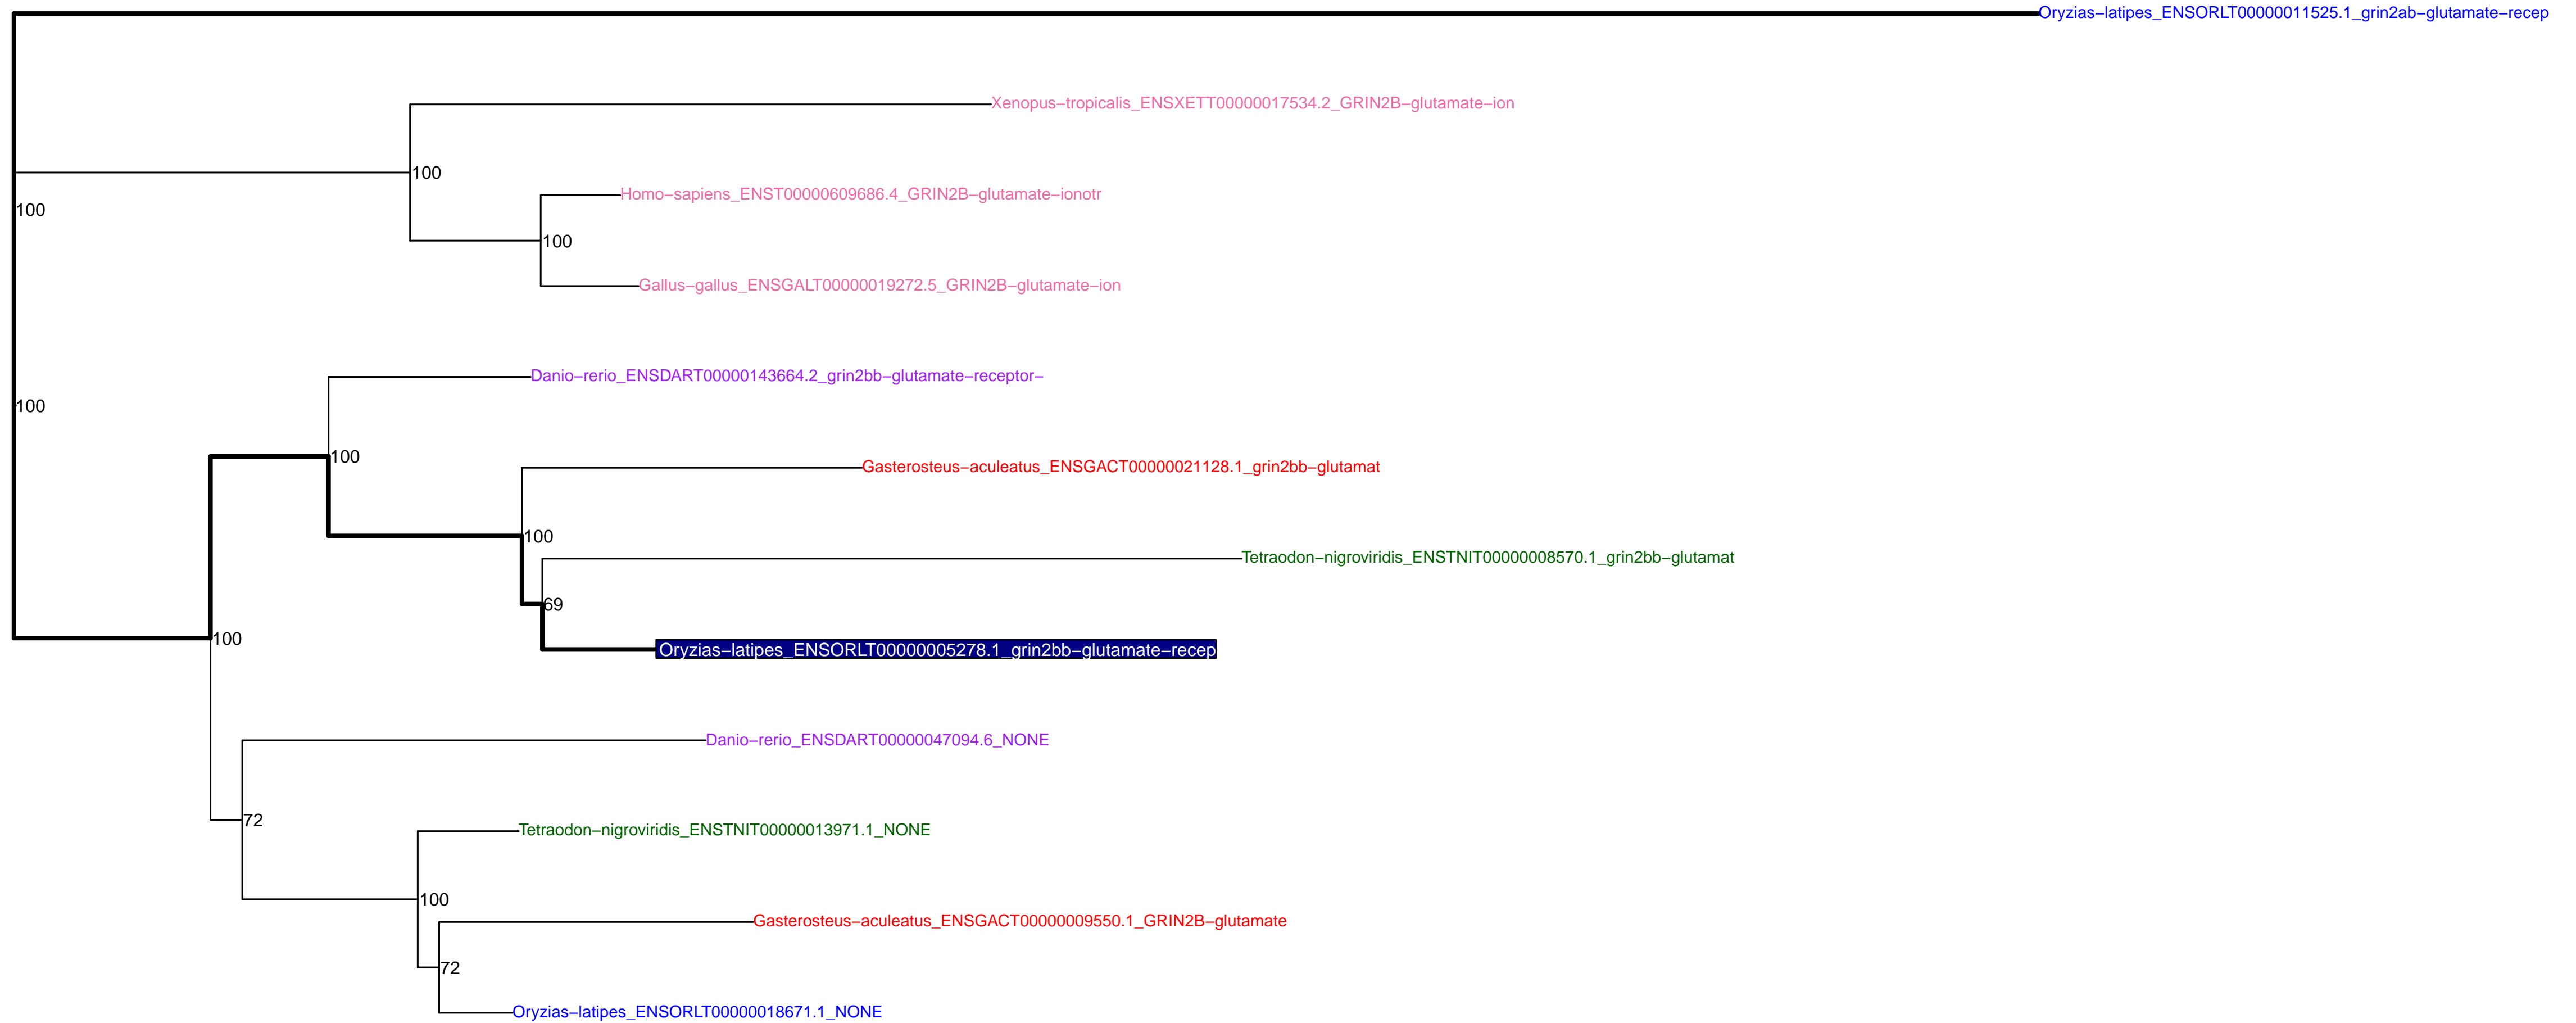 Oryzias−latipes_ENSORLT00000011525.1_grin2ab−glutamate−recep
Xenopus−tropicalis_ENSXETT00000017534.2_GRIN2B−glutamate−ion
100
Homo−sapiens_ENST00000609686.4_GRIN2B−glutamate−ionotr
100
100
Gallus−gallus_ENSGALT00000019272.5_GRIN2B−glutamate−ion
Danio−rerio_ENSDART00000143664.2_grin2bb−glutamate−receptor−
100
100
Gasterosteus−aculeatus_ENSGACT00000021128.1_grin2bb−glutamat
100
Tetraodon−nigroviridis_ENSTNIT00000008570.1_grin2bb−glutamat
69
100
Oryzias−latipes_ENSORLT00000005278.1_grin2bb−glutamate−recep
Danio−rerio_ENSDART00000047094.6_NONE
72
Tetraodon−nigroviridis_ENSTNIT00000013971.1_NONE
100
Gasterosteus−aculeatus_ENSGACT00000009550.1_GRIN2B−glutamate
72
Oryzias−latipes_ENSORLT00000018671.1_NONE